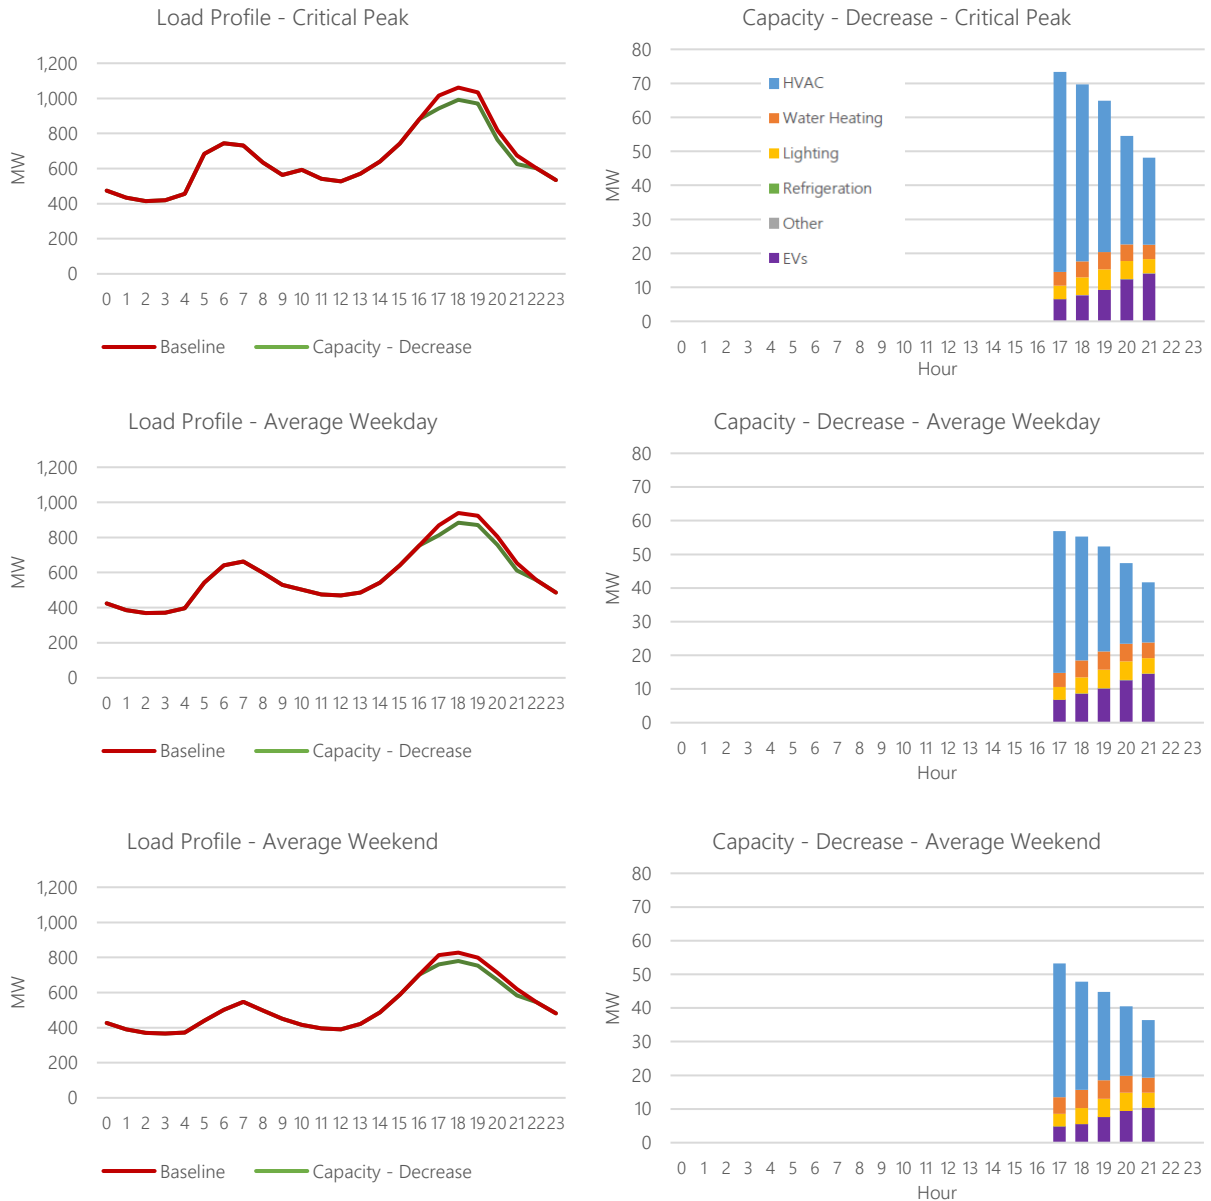 Load Profile - Critical Peak
1,200
1,000
800
600
400
200
0
MW
0 1 2 3 4 5 6 7 8 9 10 11 12 13 14 15 16 17 18 19 20 21 22 23
Baseline Capacity - Decrease
Capacity - Decrease - Critical Peak
80
70
60
50
40
30
20
10
0
MW
HVAC
Water Heating
Lighting
Refrigeration
Other
EVs
0 1 2 3 4 5 6 7 8 9 10 11 12 13 14 15 16 17 18 19 20 21 22 23
Hour
Load Profile - Average Weekday
1,200
1,000
800
600
400
200
0
MW
0 1 2 3 4 5 6 7 8 9 10 11 12 13 14 15 16 17 18 19 20 21 22 23
Baseline Capacity - Decrease
Capacity - Decrease - Average Weekday
80
70
60
50
40
30
20
10
0
MW
0 1 2 3 4 5 6 7 8 9 10 11 12 13 14 15 16 17 18 19 20 21 22 23
Hour
Load Profile - Average Weekend
1,200
1,000
800
600
400
200
0
MW
0 1 2 3 4 5 6 7 8 9 10 11 12 13 14 15 16 17 18 19 20 21 22 23
Baseline Capacity - Decrease
Capacity - Decrease - Average Weekend
80
70
60
50
40
30
20
10
0
MW
0 1 2 3 4 5 6 7 8 9 10 11 12 13 14 15 16 17 18 19 20 21 22 23
Hour